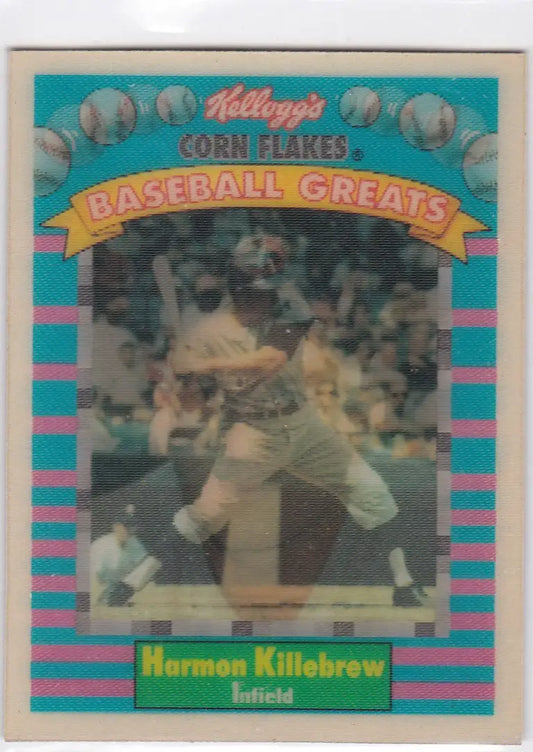 Kellogg's
CORN FLAKES®
BASEBALL GREATS
Harmon Killebrew
Infield